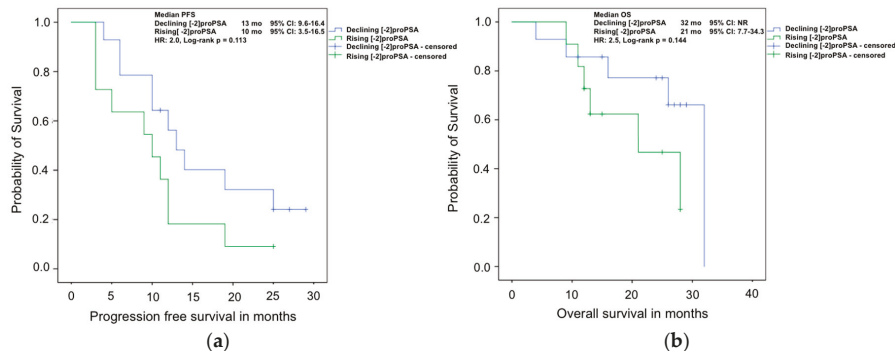 Median PFS
Declining [-2]proPSA 13 mo 95% CI: 9.6-16.4
Rising[ -2]proPSA 10 mo 95% CI: 3.5-16.5
HR: 2.0, Log-rank p = 0.113
Declining [-2]proPSA
Rising [-2]proPSA
Declining [-2]proPSA - censored
Rising [-2]proPSA - censored
Probability of Survival
1.0
0.8
0.6
0.4
0.2
0.0
0 5 10 15 20 25 30
Progression free survival in months
(a)
Median OS
Declining [-2]proPSA 32 mo 95% CI: NR
Rising[ -2]proPSA 21 mo 95% CI: 7.7-34.3
HR: 2.5, Log-rank p = 0.144
Declining [-2]proPSA
Rising [-2]proPSA
Declining [-2]proPSA - censored
Rising [-2]proPSA - censored
Probability of Survival
1.0
0.8
0.6
0.4
0.2
0.0
0 10 20 30 40
Overall survival in months
(b)